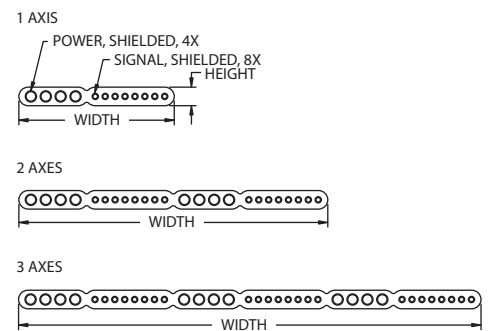 1 AXIS
POWER, SHIELDED, 4X
SIGNAL, SHIELDED, 8X
HEIGHT
WIDTH
2 AXES
WIDTH
3 AXES
WIDTH